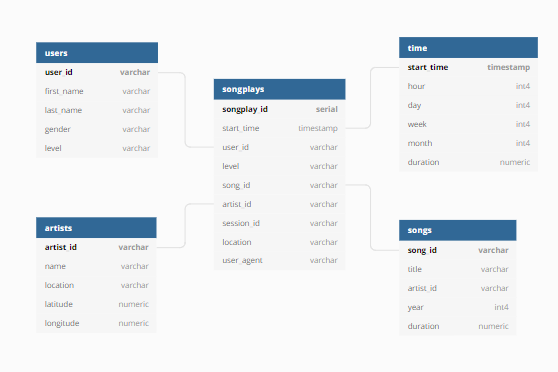 users
user_id varchar
first_name varchar
last_name varchar
gender varchar
level varchar
artists
artist_id varchar
name varchar
location varchar
latitude numeric
longitude numeric
songplays
songplay_id serial
start_time timestamp
user_id varchar
level varchar
song_id varchar
artist_id varchar
session_id varchar
location varchar
user_agent varchar
time
start_time timestamp
hour int4
day int4
week int4
month int4
duration numeric
songs
song_id varchar
title varchar
artist_id varchar
year int4
duration numeric